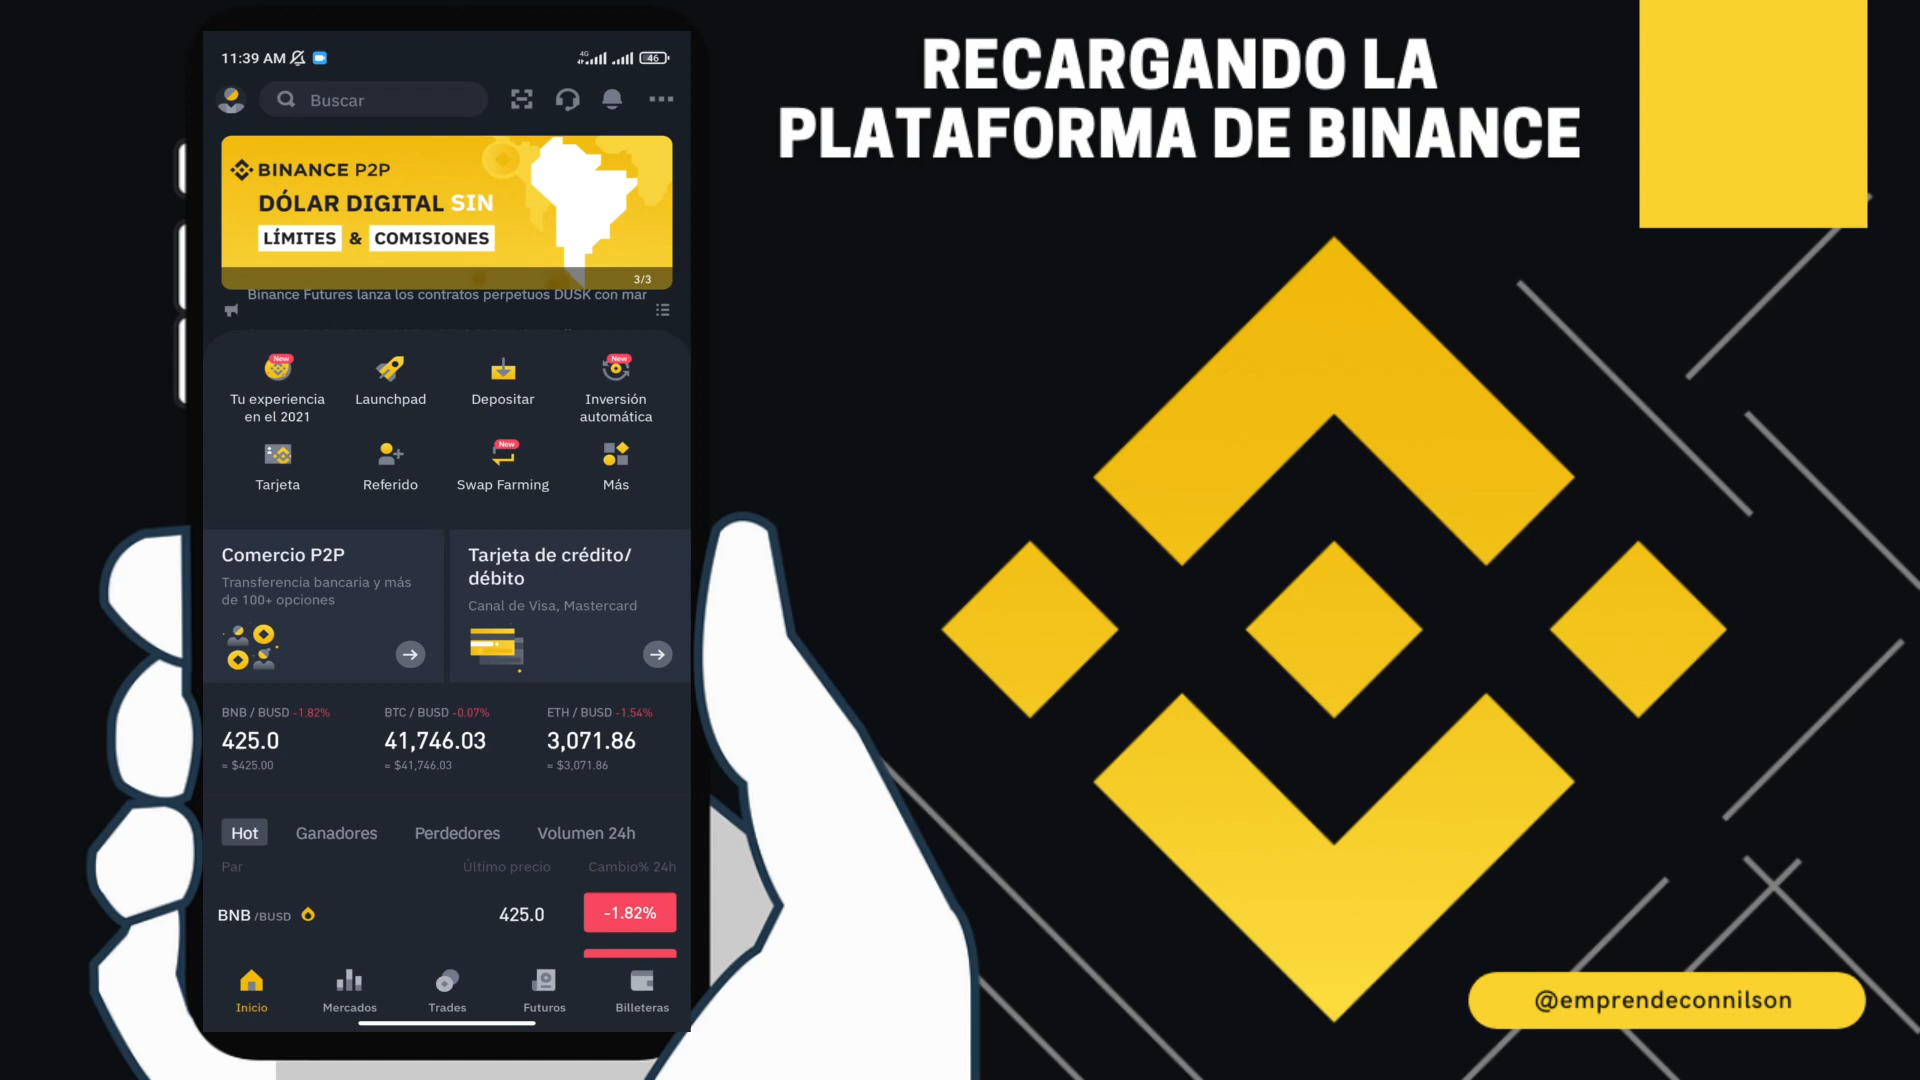 RECARGANDO LA
PLATAFORMA DE BINANCE
11:39 AM
4G
46
Buscar
BINANCE P2P
DÓLAR DIGITAL SIN
LÍMITES & COMISIONES
3/3
Binance Futures lanza los contratos perpetuos DUSK con mar
New
New
Tu experiencia
en el 2021
Launchpad
Depositar
Inversión
automática
New
Tarjeta
Referido
Swap Farming
Más
Comercio P2P
Transferencia bancaria y más
de 100+ opciones
Tarjeta de crédito/
débito
Canal de Visa, Mastercard
BNB / BUSD -1.82%
425.0
≈ $425.00
BTC / BUSD -0.07%
41,746.03
≈ $41,746.03
ETH / BUSD -1.54%
3,071.86
≈ $3,071.86
Hot Ganadores Perdedores Volumen 24h
Par Último precio Cambio% 24h
BNB /BUSD 425.0 -1.82%
Inicio Mercados Trades Futuros Billeteras
@emprendeconnilson